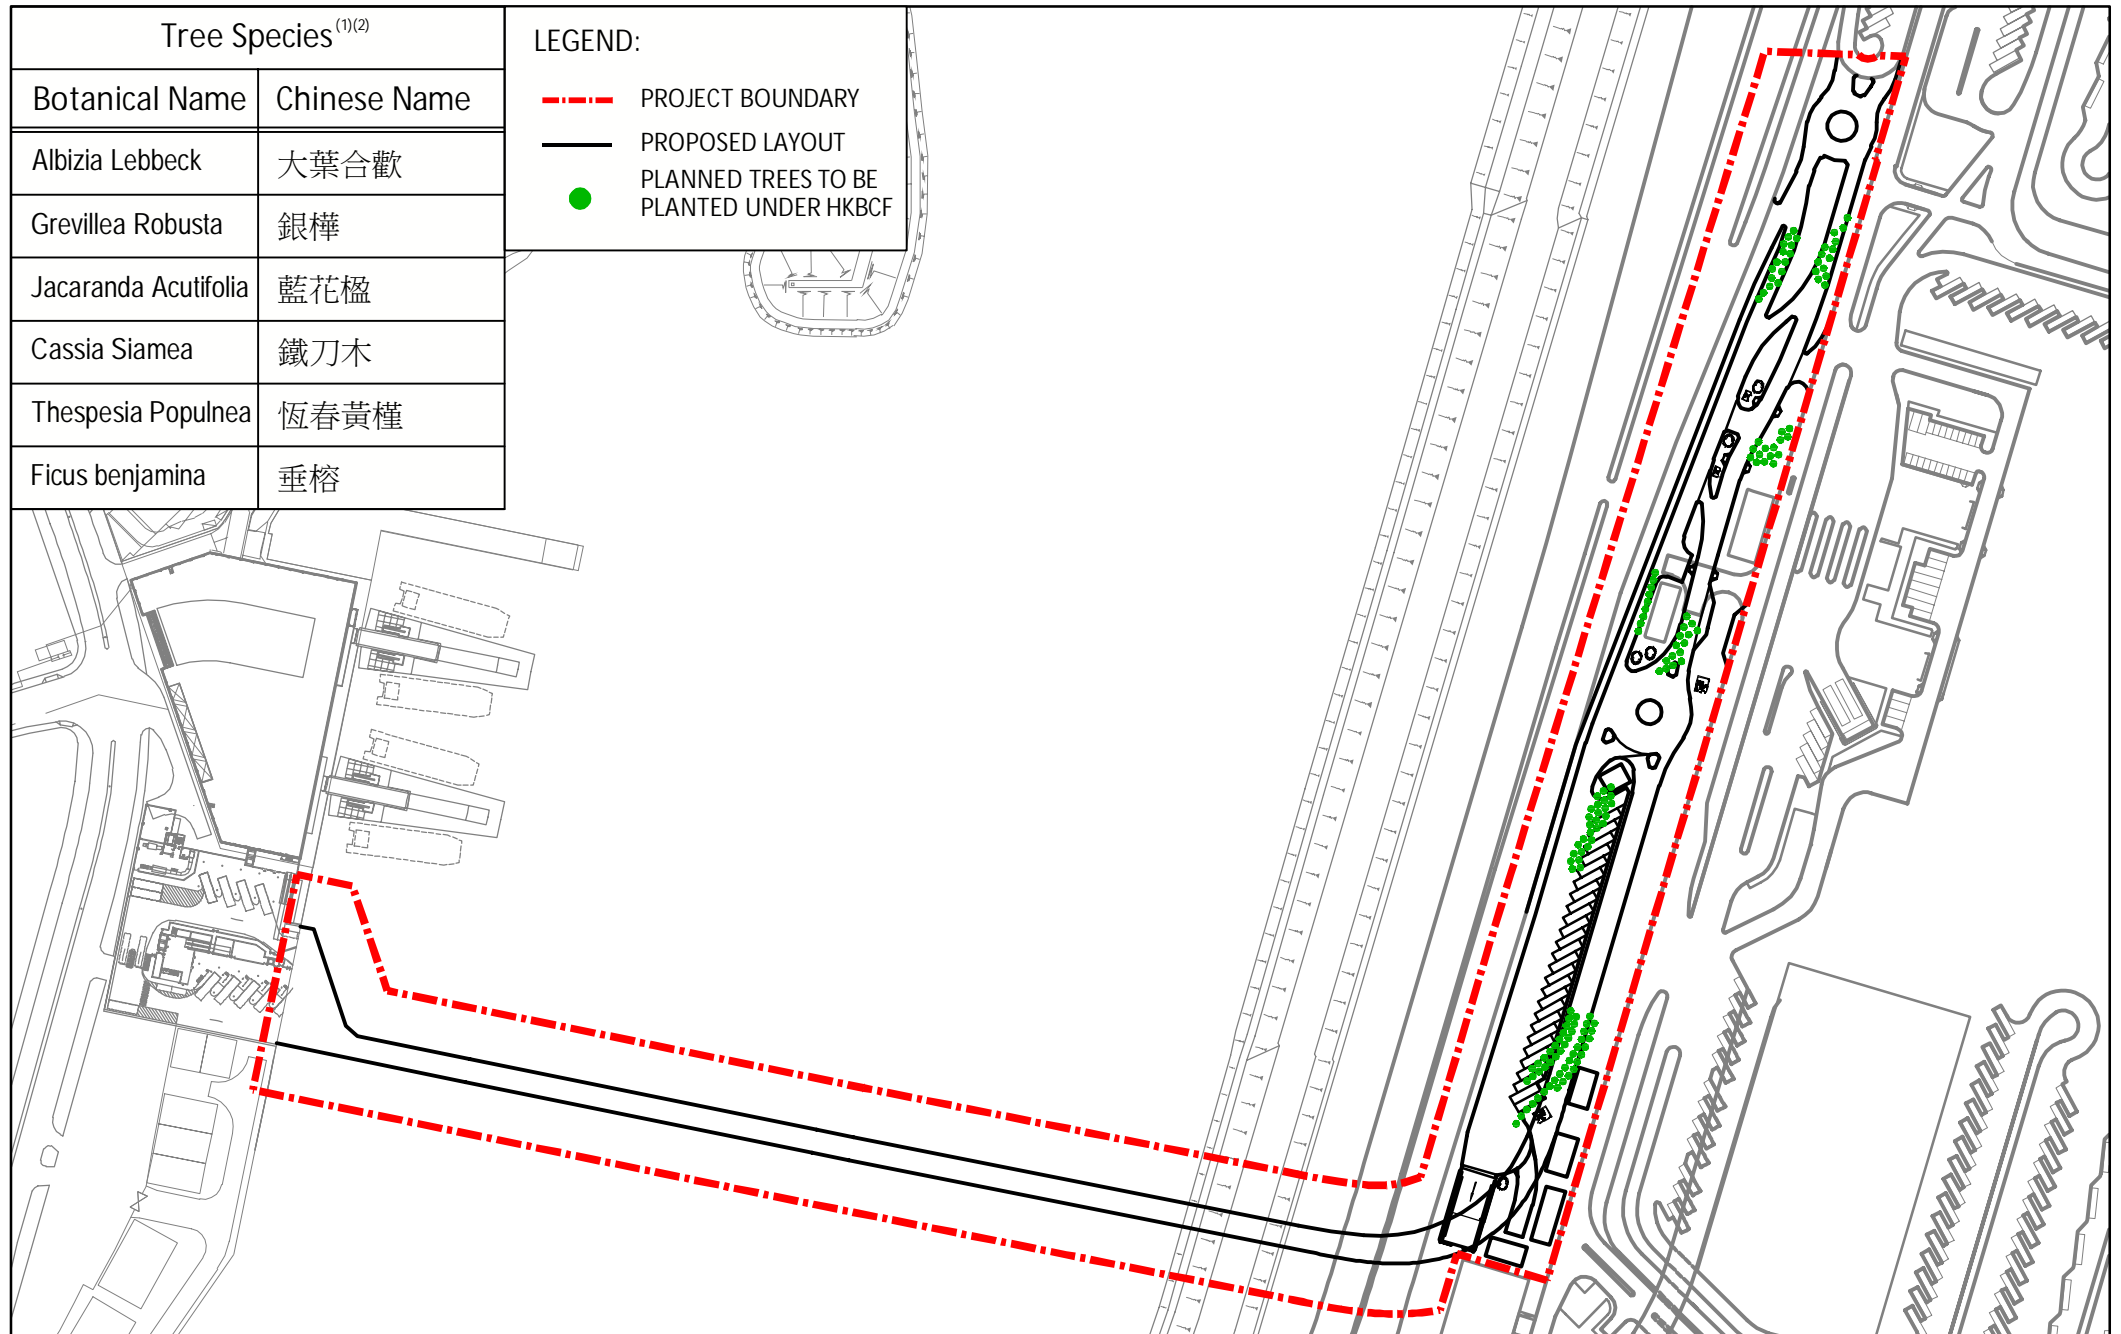 Tree Species(1)(2)
Botanical Name Chinese Name
Albizia Lebbeck 大葉合歡
Grevillea Robusta 銀樺
Jacaranda Acutifolia 藍花楹
Cassia Siamea 鐵刀木
Thespesia Populnea 恆春黃槿
Ficus benjamina 垂榕
LEGEND:
PROJECT BOUNDARY
PROPOSED LAYOUT
PLANNED TREES TO BE
PLANTED UNDER HKBCF